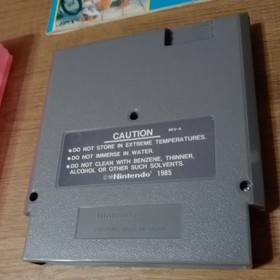 CAUTION
REV-A
•DO NOT STORE IN EXTREME TEMPERATURES.
•DO NOT IMMERSE IN WATER.
•DO NOT CLEAN WITH BENZENE, THINNER,
ALCOHOL OR OTHER SUCH SOLVENTS.
©Nintendo® 1985